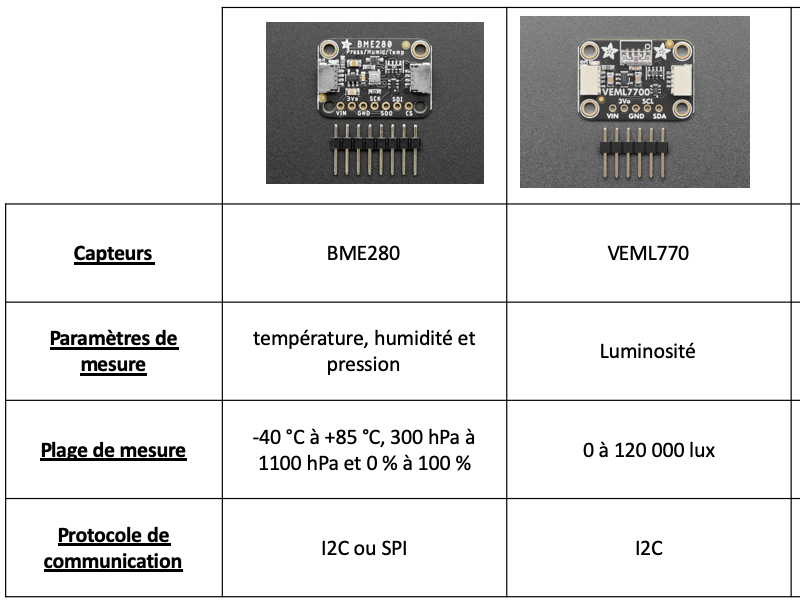 BME280
Press/Humid/Temp
3Vo SCK SDI
VIN GND SDO CS
VEML7700
3Vo SCL
VIN GND SDA
Capteurs
BME280
VEML770
Paramètres de
mesure
température, humidité et
pression
Luminosité
Plage de mesure
-40 °C à +85 °C, 300 hPa à
1100 hPa et 0 % à 100 %
0 à 120 000 lux
Protocole de
communication
I2C ou SPI
I2C